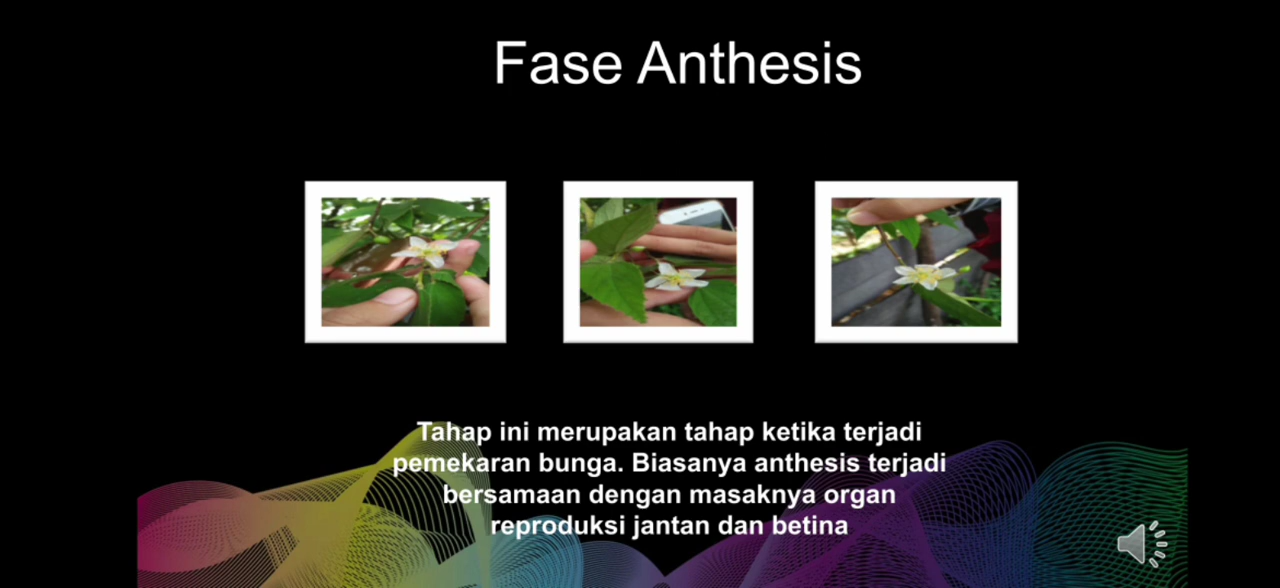 Fase Anthesis
Tahap ini merupakan tahap ketika terjadi
pemekaran bunga. Biasanya anthesis terjadi
bersamaan dengan masaknya organ
reproduksi jantan dan betina